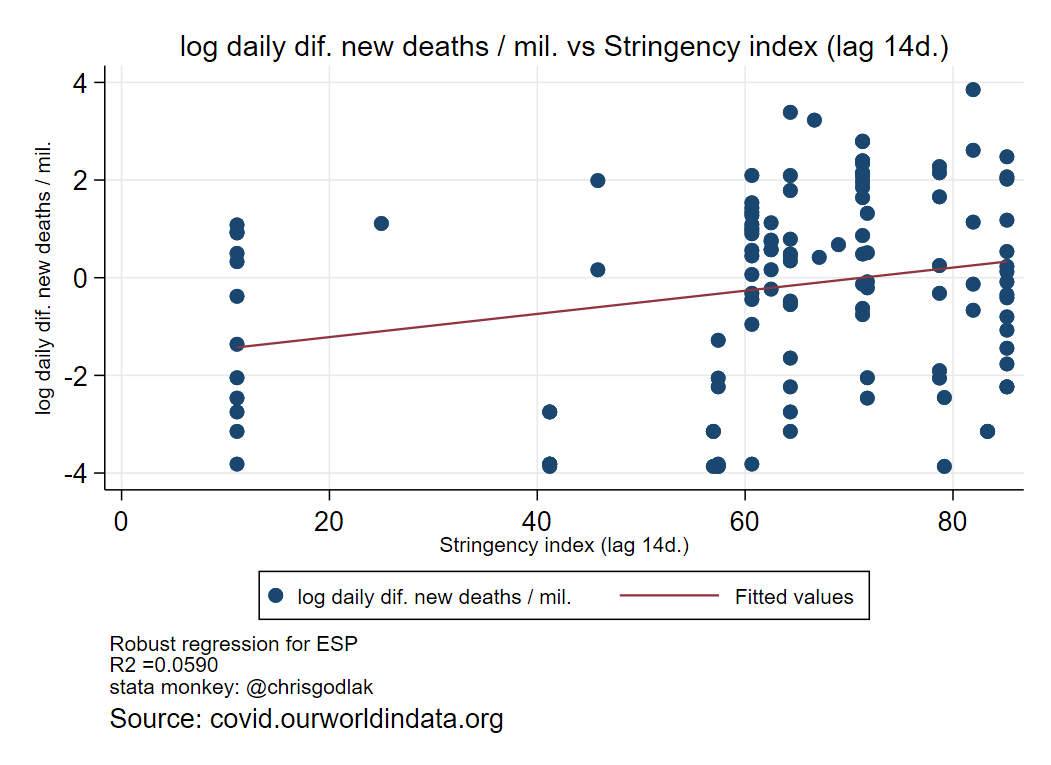 log daily dif. new deaths / mil. vs Stringency index (lag 14d.)
log daily dif. new deaths / mil.
4
2
0
-2
-4
0 20 40 60 80
Stringency index (lag 14d.)
log daily dif. new deaths / mil. Fitted values
Robust regression for ESP
R2 =0.0590
stata monkey: @chrisgodlak
Source: covid.ourworldindata.org